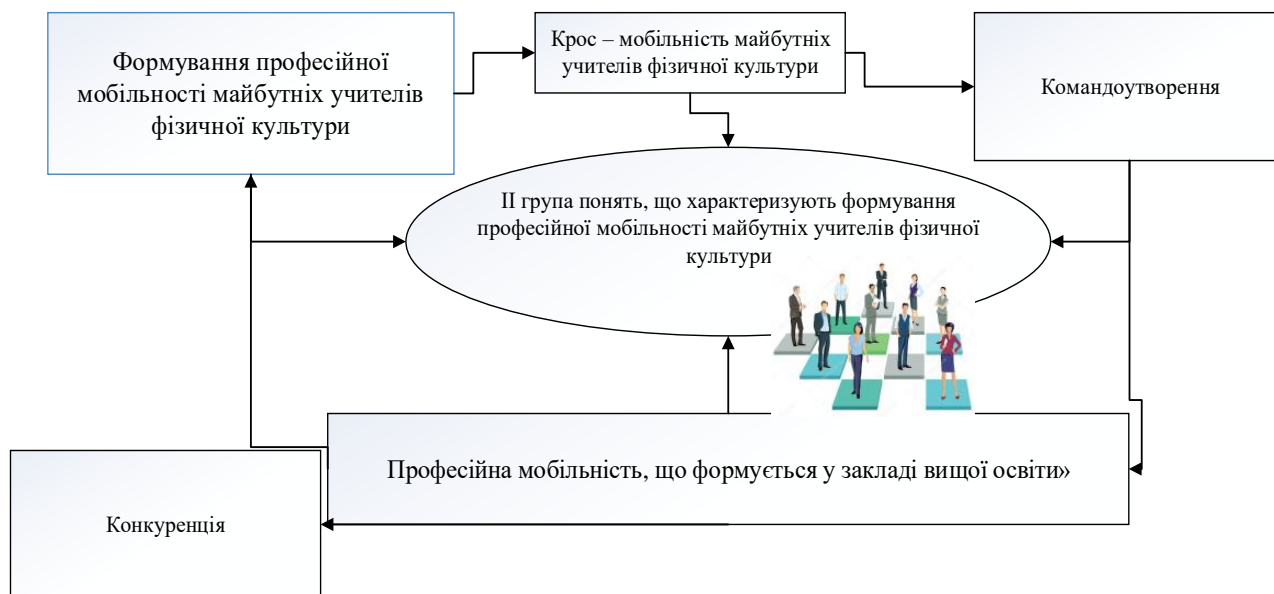 Формування професійної
мобільності майбутніх учителів
фізичної культури
Крос – мобільність майбутніх
учителів фізичної культури
Командоутворення
ІІ група понять, що характеризують формування
професійної мобільності майбутніх учителів фізичної
культури
Професійна мобільність, що формується у закладі вищої освіти»
Конкуренція